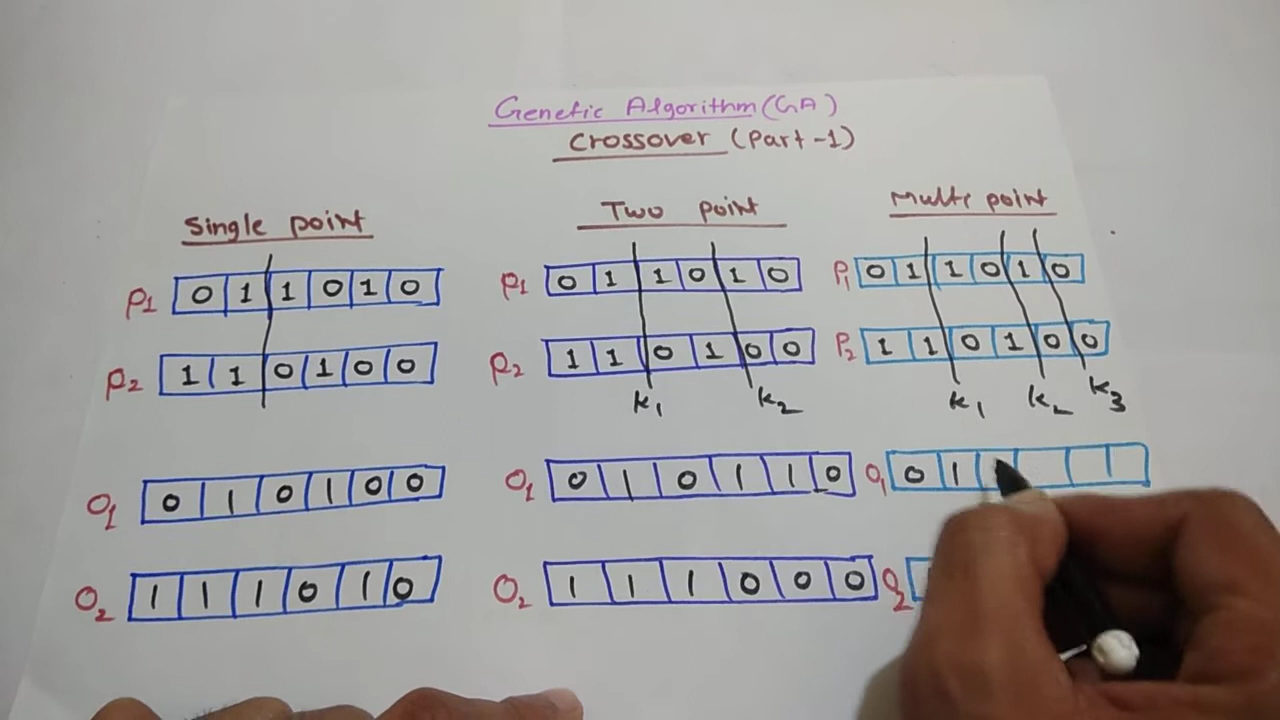 Genetic Algorithm (GA)
Crossover (Part-1)
Single point
P1 0 1 1 0 1 0
P2 1 1 0 1 0 0
O1 0 1 0 1 0 0
O2 1 1 1 0 1 0
Two point
P1 0 1 1 0 1 0
P2 1 1 0 1 0 0
k1 k2
O1 0 1 0 1 1 0
O2 1 1 1 0 0 0
Multi point
P1 0 1 1 0 1 0
P2 1 1 0 1 0 0
k1 k2 k3
O1 0 1
O2